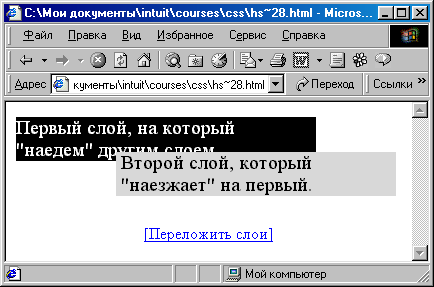 C:\Мои документы\intuit\courses\css\hs~28.html - Micros...
Файл Правка Вид Избранное Сервис Справка
Адрес кументы\intuit\courses\css\hs~28.html Переход Ссылки »
Первый слой, на который
"наедем" другим слоем
Второй слой, который
"наезжает" на первый.
[Переложить слои]
Мой компьютер